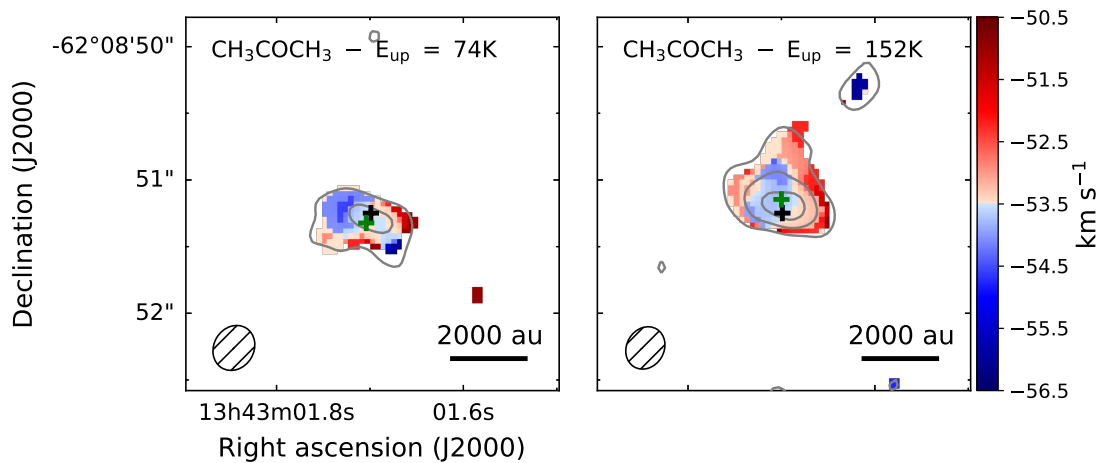 CH₃COCH₃ − E_up = 74K
CH₃COCH₃ − E_up = 152K
-62°08'50"
51"
52"
Declination (J2000)
2000 au
2000 au
13h43m01.8s
01.6s
Right ascension (J2000)
−50.5
−51.5
−52.5
−53.5
−54.5
−55.5
−56.5
km s⁻¹